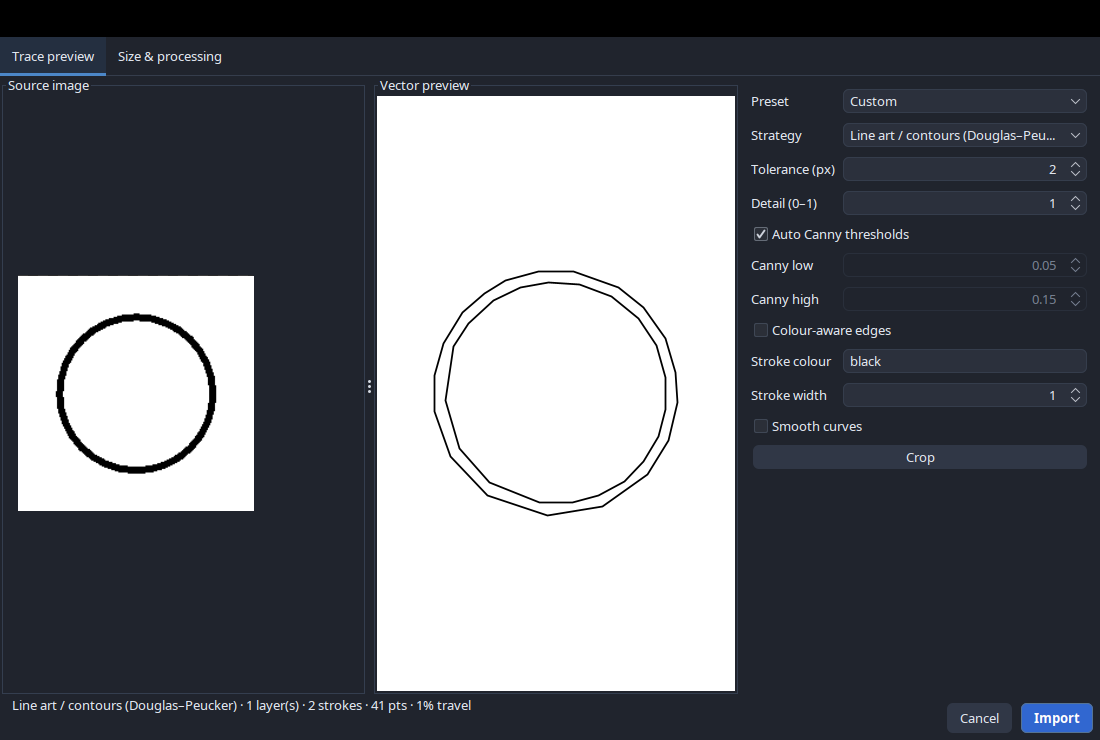 Trace preview
Size & processing
Source image
Vector preview
Preset
Custom
Strategy
Line art / contours (Douglas–Peu...
Tolerance (px)
2
Detail (0–1)
1
Auto Canny thresholds
Canny low
0.05
Canny high
0.15
Colour-aware edges
Stroke colour
black
Stroke width
1
Smooth curves
Crop
Line art / contours (Douglas–Peucker) · 1 layer(s) · 2 strokes · 41 pts · 1% travel
Cancel
Import